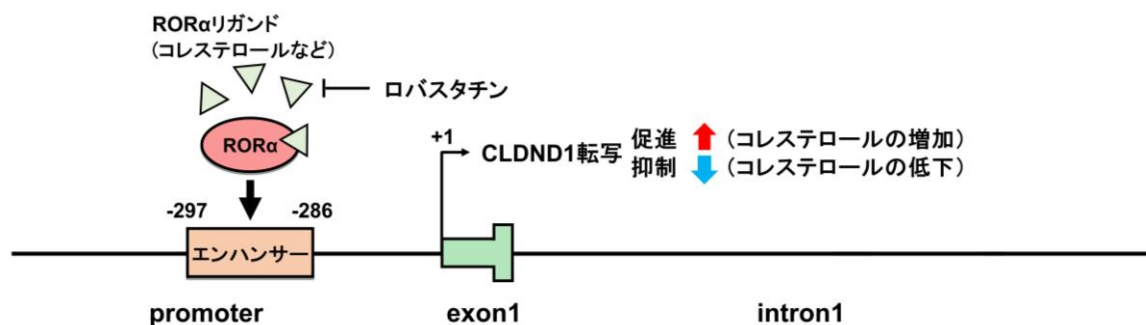 RORαリガンド
(コレステロールなど)
ロバスタチン
RORα
+1
CLDND1転写
促進 (コレステロールの増加)
抑制 (コレステロールの低下)
-297 -286
エンハンサー
promoter exon1 intron1